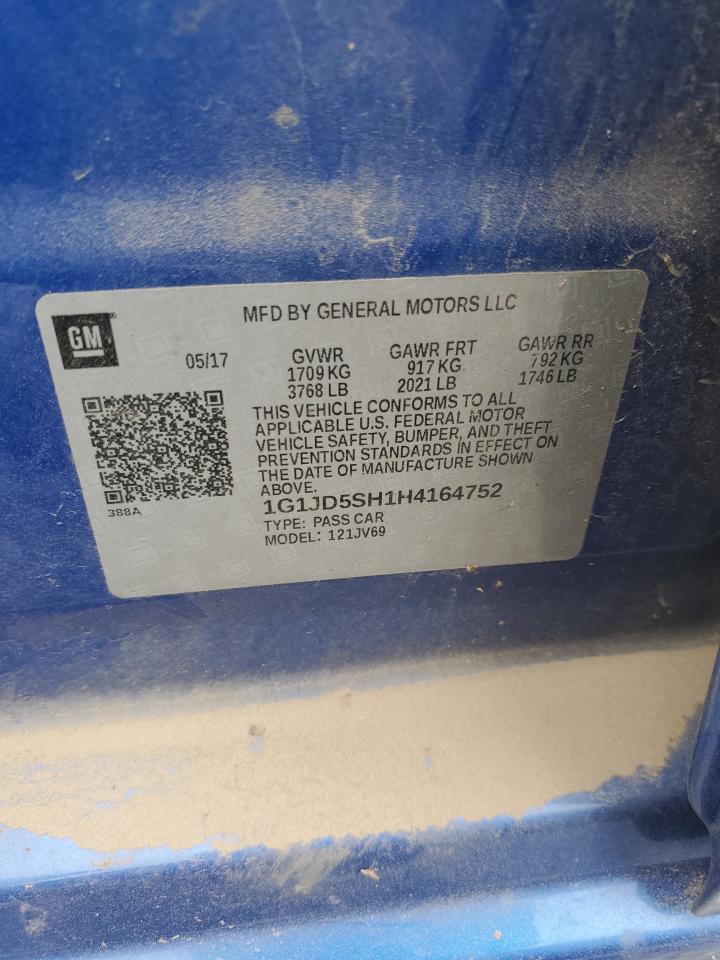 GM
MFD BY GENERAL MOTORS LLC
05/17
GVWR
1709 KG
3768 LB
GAWR FRT
917 KG
2021 LB
GAWR RR
792 KG
1746 LB
THIS VEHICLE CONFORMS TO ALL
APPLICABLE U.S. FEDERAL MOTOR
VEHICLE SAFETY, BUMPER, AND THEFT
PREVENTION STANDARDS IN EFFECT ON
THE DATE OF MANUFACTURE SHOWN
ABOVE.
1G1JD5SH1H4164752
TYPE: PASS CAR
MODEL: 121JV69
388A